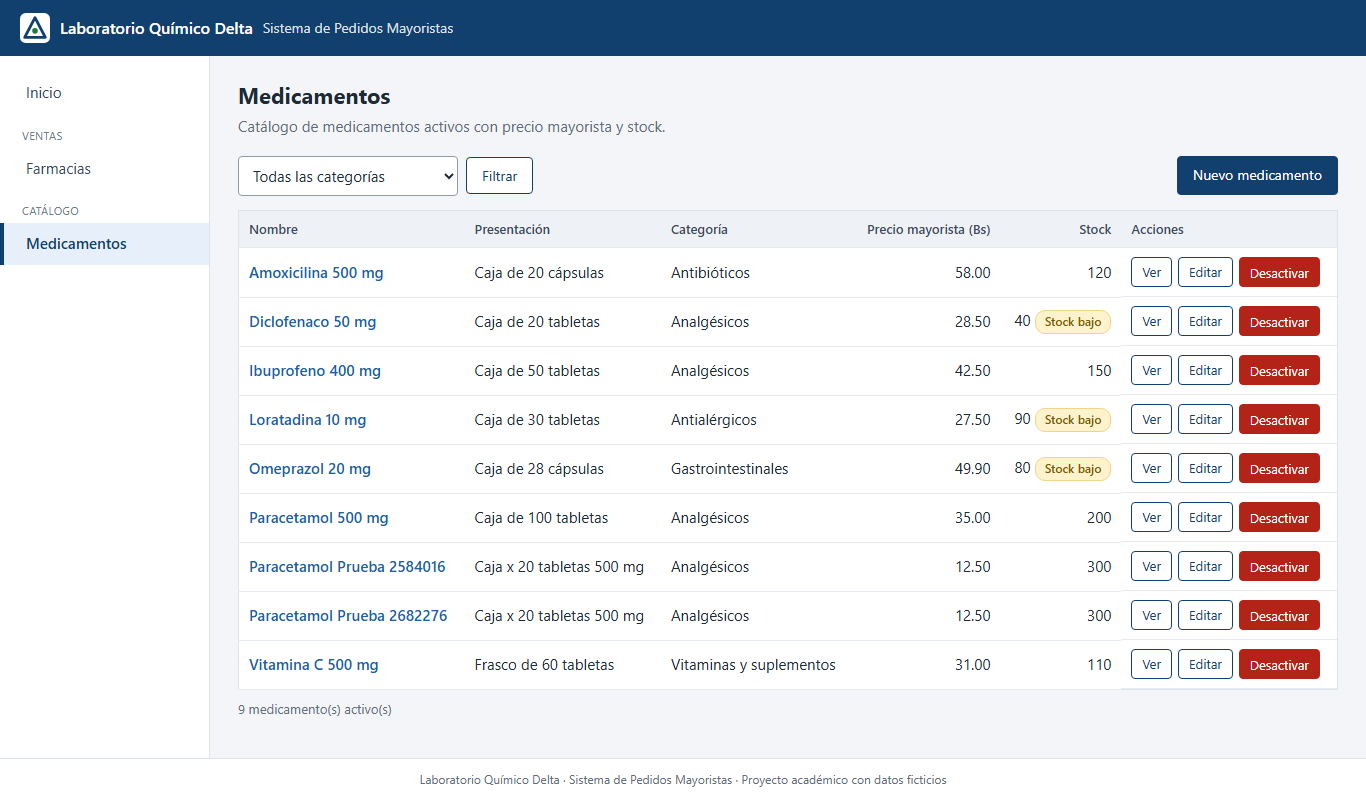 Laboratorio Químico Delta Sistema de Pedidos Mayoristas
Inicio
VENTAS
Farmacias
CATÁLOGO
Medicamentos
Medicamentos
Catálogo de medicamentos activos con precio mayorista y stock.
Todas las categorías Filtrar Nuevo medicamento
Nombre Presentación Categoría Precio mayorista (Bs) Stock Acciones
Amoxicilina 500 mg Caja de 20 cápsulas Antibióticos 58.00 120 Ver Editar Desactivar
Diclofenaco 50 mg Caja de 20 tabletas Analgésicos 28.50 40 Stock bajo Ver Editar Desactivar
Ibuprofeno 400 mg Caja de 50 tabletas Analgésicos 42.50 150 Ver Editar Desactivar
Loratadina 10 mg Caja de 30 tabletas Antialérgicos 27.50 90 Stock bajo Ver Editar Desactivar
Omeprazol 20 mg Caja de 28 cápsulas Gastrointestinales 49.90 80 Stock bajo Ver Editar Desactivar
Paracetamol 500 mg Caja de 100 tabletas Analgésicos 35.00 200 Ver Editar Desactivar
Paracetamol Prueba 2584016 Caja x 20 tabletas 500 mg Analgésicos 12.50 300 Ver Editar Desactivar
Paracetamol Prueba 2682276 Caja x 20 tabletas 500 mg Analgésicos 12.50 300 Ver Editar Desactivar
Vitamina C 500 mg Frasco de 60 tabletas Vitaminas y suplementos 31.00 110 Ver Editar Desactivar
9 medicamento(s) activo(s)
Laboratorio Químico Delta · Sistema de Pedidos Mayoristas · Proyecto académico con datos ficticios